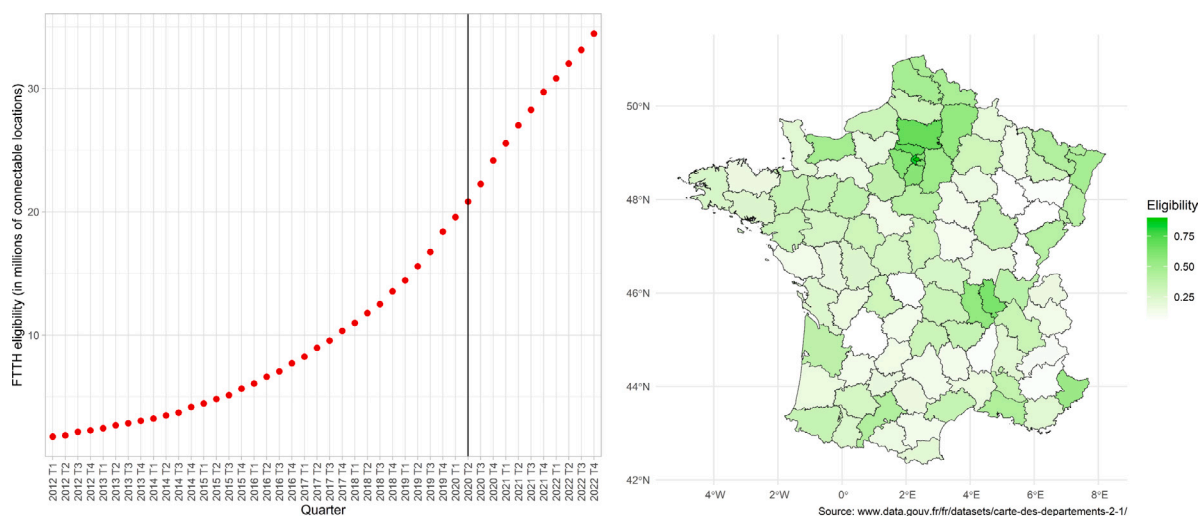 FTTH eligibility (in millions of connectable locations)
30
20
10
2012 T1
2012 T2
2012 T3
2012 T4
2013 T1
2013 T2
2013 T3
2013 T4
2014 T1
2014 T2
2014 T3
2014 T4
2015 T1
2015 T2
2015 T3
2015 T4
2016 T1
2016 T2
2016 T3
2016 T4
2017 T1
2017 T2
2017 T3
2017 T4
2018 T1
2018 T2
2018 T3
2018 T4
2019 T1
2019 T2
2019 T3
2019 T4
2020 T1
2020 T2
2020 T3
2020 T4
2021 T1
2021 T2
2021 T3
2021 T4
2022 T1
2022 T2
2022 T3
2022 T4
Quarter
50°N
48°N
46°N
44°N
42°N
4°W
2°W
0°
2°E
4°E
6°E
8°E
Eligibility
0.75
0.50
0.25
Source: www.data.gouv.fr/fr/datasets/carte-des-departements-2-1/